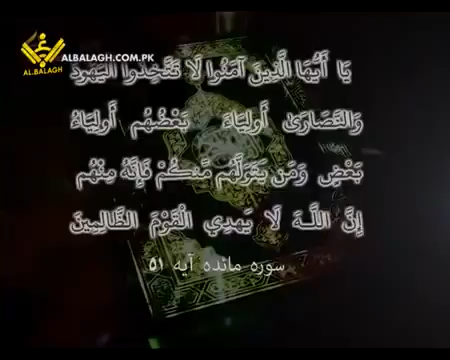 ALBALAGH.COM.PK
AL.BALAGH
يَا أَيُّهَا الَّذِينَ آمَنُوا لَا تَتَّخِذُوا الْيَهُودَ
وَالنَّصَارَىٰ أَوْلِيَاءَ بَعْضُهُمْ أَوْلِيَاءُ
بَعْضٍ وَمَن يَتَوَلَّهُم مِّنكُمْ فَإِنَّهُ مِنْهُمْ
إِنَّ اللَّهَ لَا يَهْدِي الْقَوْمَ الظَّالِمِينَ
سوره مائده آیه ۵۱